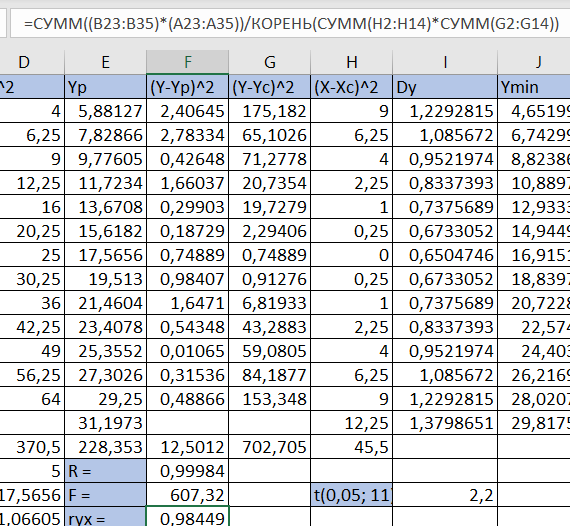 =СУММ((B23:B35)*(A23:A35))/КОРЕНЬ(СУММ(H2:H14)*СУММ(G2:G14))
D E F G H I J
^2 Yp (Y-Yp)^2 (Y-Yc)^2 (X-Xc)^2 Dy Ymin
4 5,88127 2,40645 175,182 9 1,2292815 4,65199
6,25 7,82866 2,78334 65,1026 6,25 1,085672 6,74299
9 9,77605 0,42648 71,2778 4 0,9521974 8,82386
12,25 11,7234 1,66037 20,7354 2,25 0,8337393 10,8897
16 13,6708 0,29903 19,7279 1 0,7375689 12,9333
20,25 15,6182 0,18729 2,29406 0,25 0,6733052 14,9449
25 17,5656 0,74889 0,74889 0 0,6504746 16,9151
30,25 19,513 0,98407 0,91276 0,25 0,6733052 18,8397
36 21,4604 1,6471 6,81933 1 0,7375689 20,7228
42,25 23,4078 0,54348 43,2883 2,25 0,8337393 22,574
49 25,3552 0,01065 59,0805 4 0,9521974 24,403
56,25 27,3026 0,31536 84,1877 6,25 1,085672 26,2169
64 29,25 0,48866 153,348 9 1,2292815 28,0207
31,1973 12,25 1,3798651 29,8175
370,5 228,353 12,5012 702,705 45,5
5 R = 0,99984
17,5656 F = 607,32 t(0,05; 11 2,2
1,06605 ryx = 0,98449